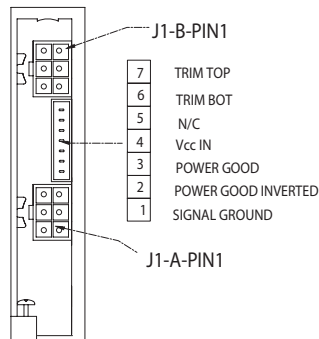 J1-B-PIN1
7 TRIM TOP
6 TRIM BOT
5 N/C
4 Vcc IN
3 POWER GOOD
2 POWER GOOD INVERTED
1 SIGNAL GROUND
J1-A-PIN1